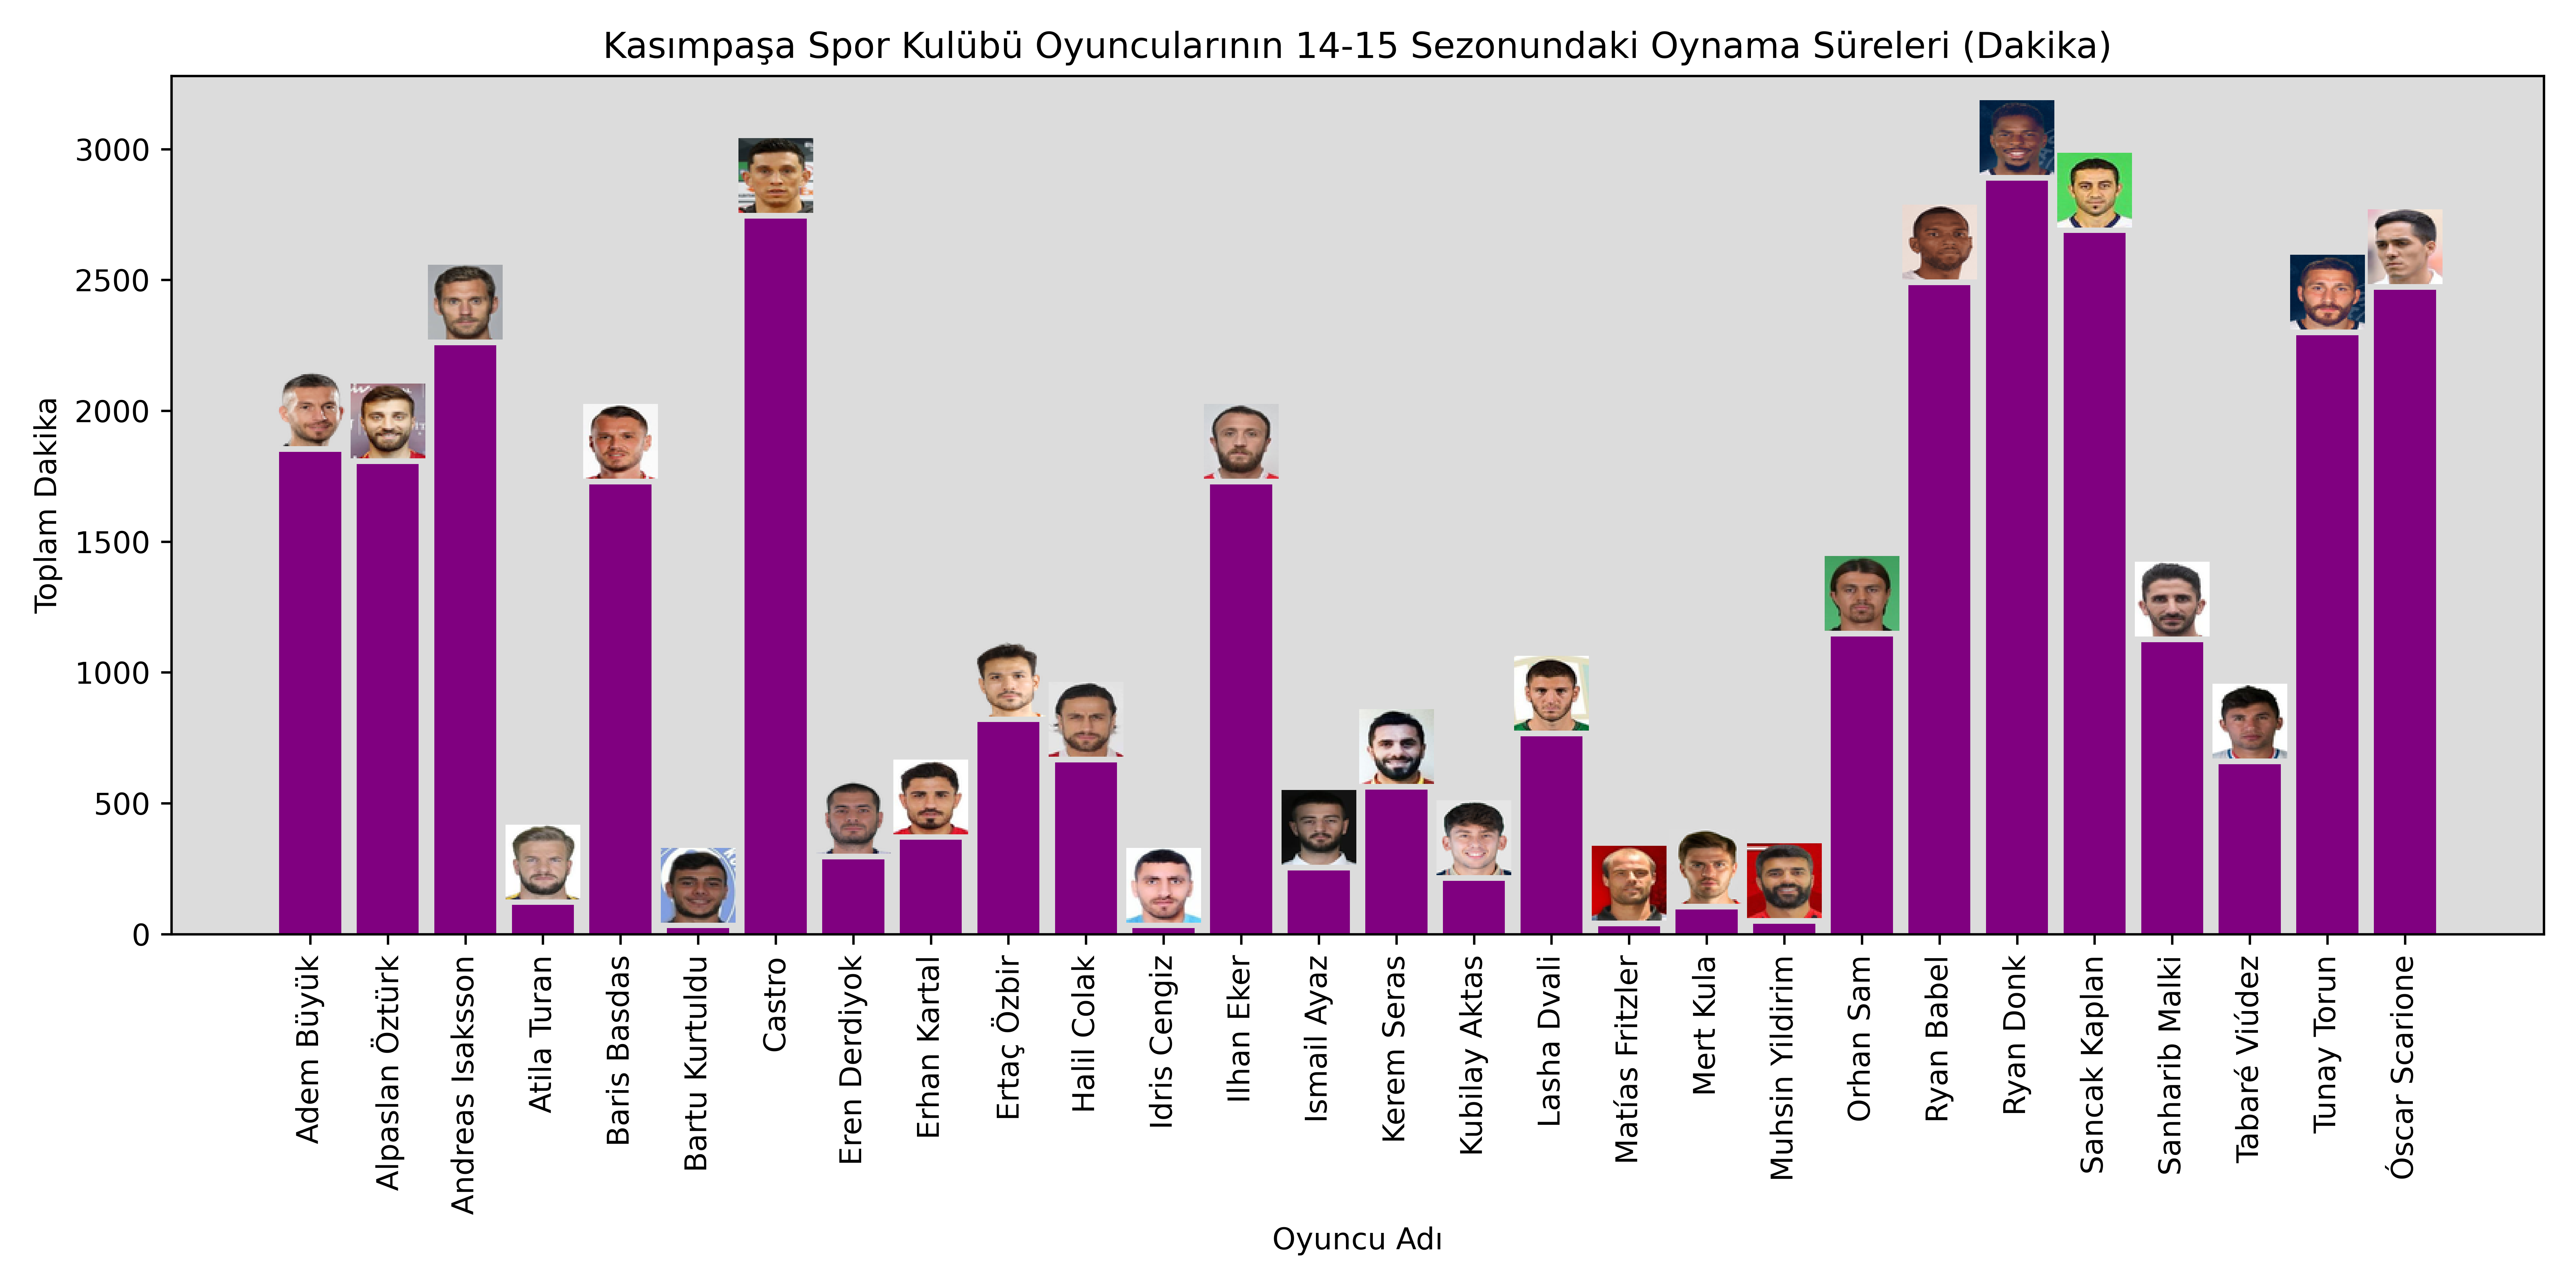 Kasımpaşa Spor Kulübü Oyuncularının 14-15 Sezonundaki Oynama Süreleri (Dakika)
Toplam Dakika
3000
2500
2000
1500
1000
500
0
Adem Büyük
Alpaslan Öztürk
Andreas Isaksson
Atila Turan
Baris Basdas
Bartu Kurtuldu
Castro
Eren Derdiyok
Erhan Kartal
Ertaç Özbir
Halil Colak
Idris Cengiz
Ilhan Eker
Ismail Ayaz
Kerem Seras
Kubilay Aktas
Lasha Dvali
Matías Fritzler
Mert Kula
Muhsin Yildirim
Orhan Sam
Ryan Babel
Ryan Donk
Sancak Kaplan
Sanharib Malki
Tabaré Viúdez
Tunay Torun
Óscar Scarione
Oyuncu Adı